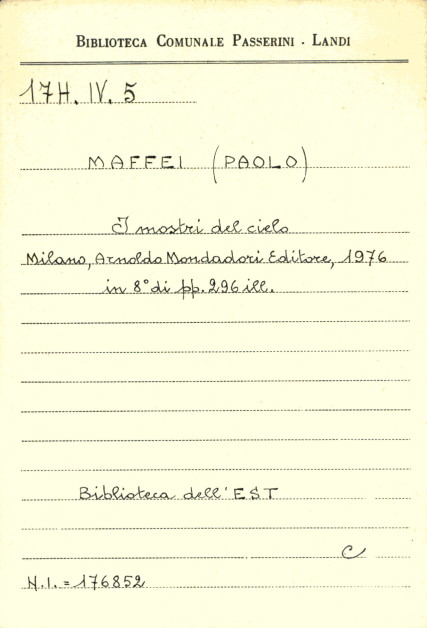 BIBLIOTECA COMUNALE PASSERINI - LANDI
17H. IV. 5
MAFFEI (PAOLO)
I mostri del cielo
Milano, Arnoldo Mondadori Editore, 1976
in 8° di pp. 296 ill.
Biblioteca dell'EST
C
N.I. = 176852